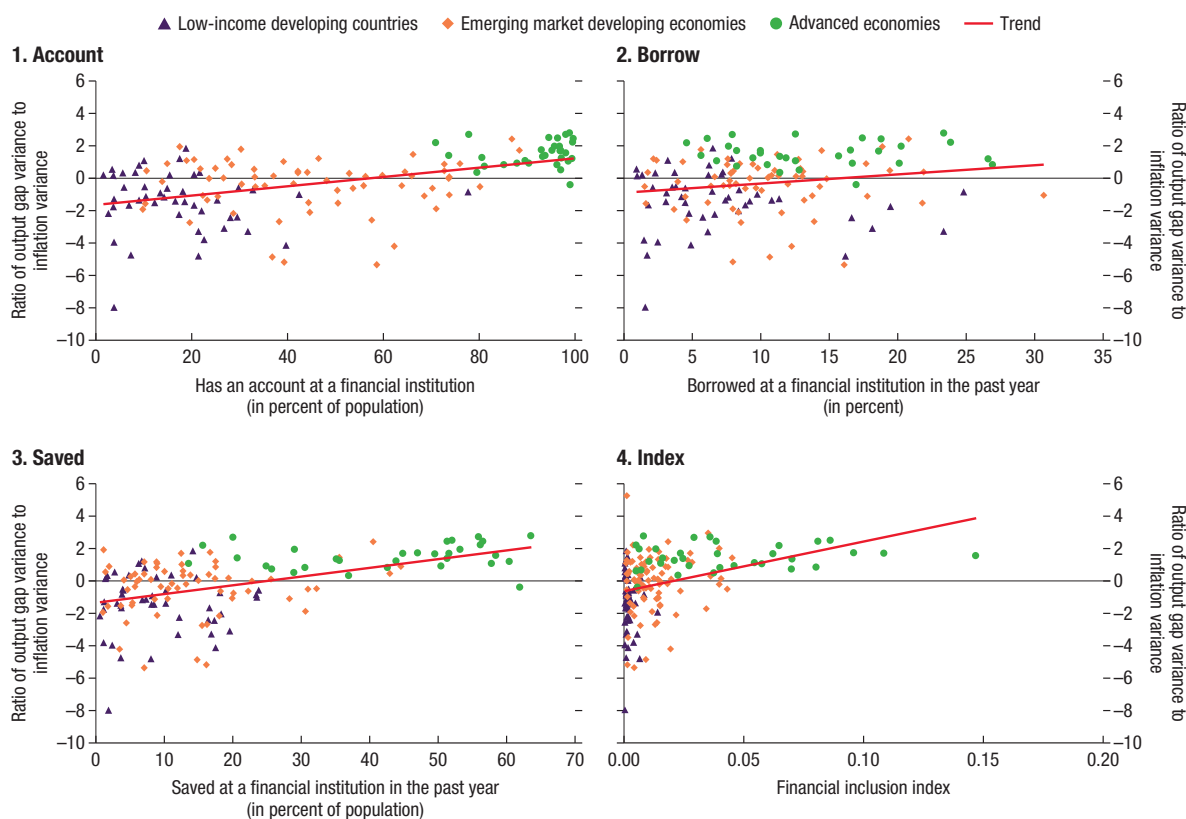 Low-income developing countries Emerging market developing economies Advanced economies Trend
1. Account
Ratio of output gap variance to
inflation variance
6
4
2
0
–2
–4
–6
–8
–10
0 20 40 60 80 100
Has an account at a financial institution
(in percent of population)
2. Borrow
6
4
2
0
–2
–4
–6
–8
–10
Ratio of output gap variance to
inflation variance
0 5 10 15 20 25 30 35
Borrowed at a financial institution in the past year
(in percent)
3. Saved
Ratio of output gap variance to
inflation variance
6
4
2
0
–2
–4
–6
–8
–10
0 10 20 30 40 50 60 70
Saved at a financial institution in the past year
(in percent of population)
4. Index
6
4
2
0
–2
–4
–6
–8
–10
Ratio of output gap variance to
inflation variance
0.00 0.05 0.10 0.15 0.20
Financial inclusion index